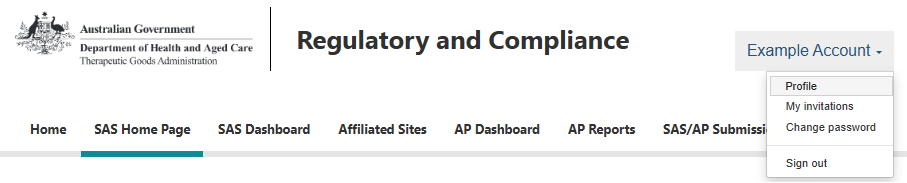 Australian Government
Department of Health and Aged Care
Therapeutic Goods Administration
Regulatory and Compliance
Example Account
Profile
My invitations
Change password
Sign out
Home SAS Home Page SAS Dashboard Affiliated Sites AP Dashboard AP Reports SAS/AP Submissi